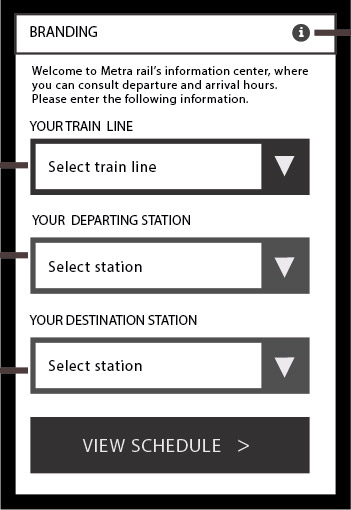 BRANDING i
Welcome to Metra rail's information center, where
you can consult departure and arrival hours.
Please enter the following information.
YOUR TRAIN LINE
Select train line
YOUR DEPARTING STATION
Select station
YOUR DESTINATION STATION
Select station
VIEW SCHEDULE >